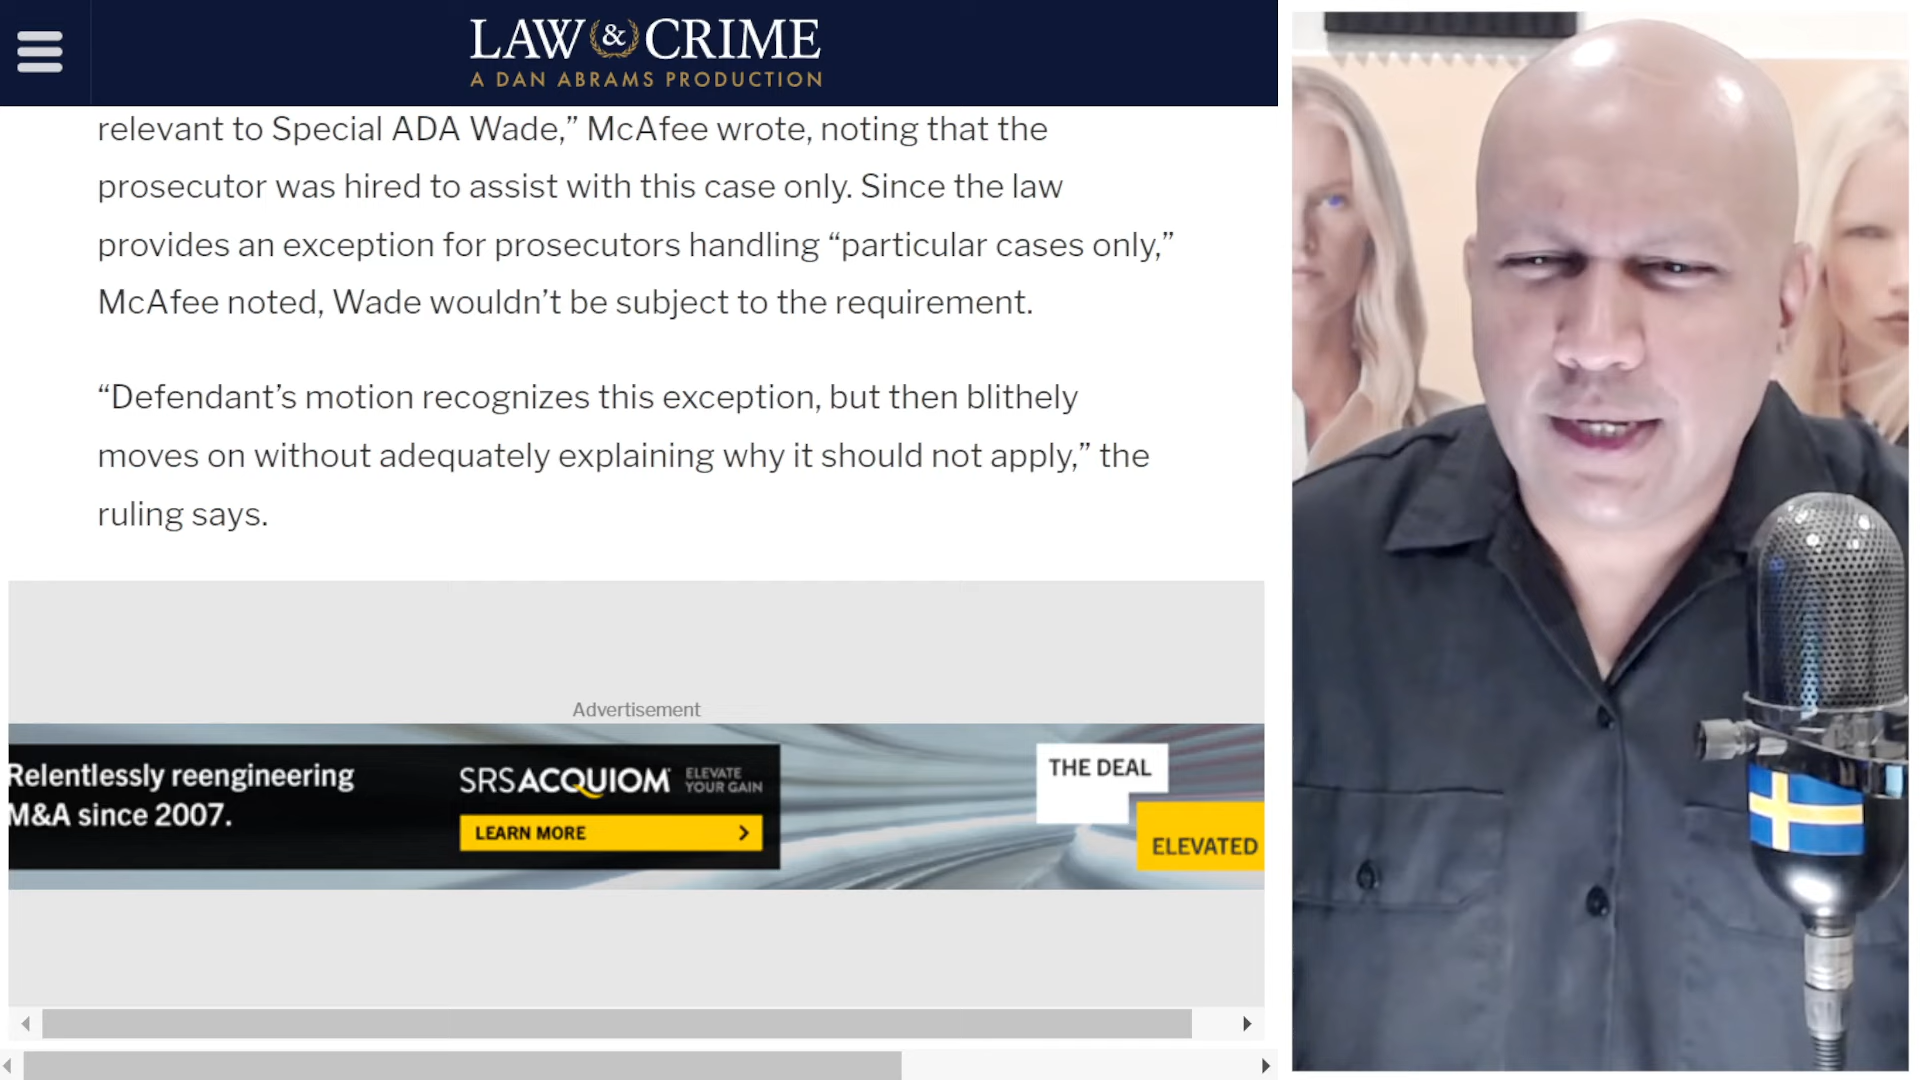 LAW & CRIME
A DAN ABRAMS PRODUCTION
relevant to Special ADA Wade,” McAfee wrote, noting that the
prosecutor was hired to assist with this case only. Since the law
provides an exception for prosecutors handling “particular cases only,”
McAfee noted, Wade wouldn’t be subject to the requirement.
“Defendant’s motion recognizes this exception, but then blithely
moves on without adequately explaining why it should not apply,” the
ruling says.
Advertisement
Relentlessly reengineering
M&A since 2007.
SRSACQUIOM
ELEVATE
YOUR GAIN
LEARN MORE
THE DEAL
ELEVATED